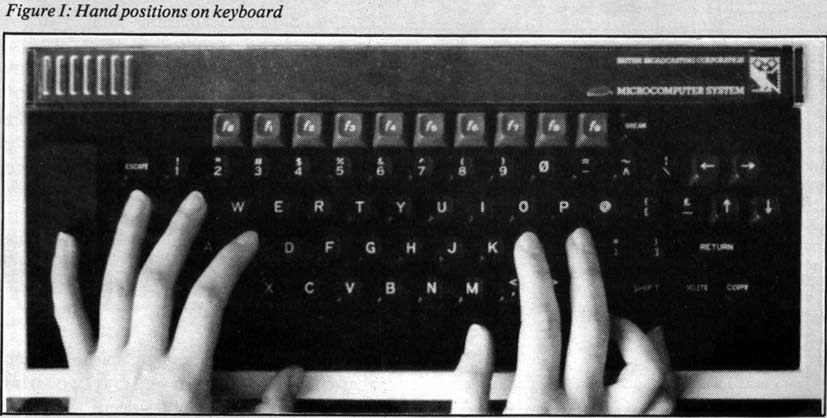 Figure I: Hand positions on keyboard
BRITISH BROADCASTING CORPORATION
MICROCOMPUTER SYSTEM
f0 f1 f2 f3 f4 f5 f6 f7 f8 f9 BREAK
ESCAPE ! 1 " 2 # 3 $ 4 % 5 & 6 ' 7 ( 8 ) 9 0 = - ~ ^ | \ ← →
W E R T Y U I O P @ { [ £ _ ↑ ↓
A D F G H J K * : } ] RETURN
X C V B N M < , > SHIFT DELETE COPY